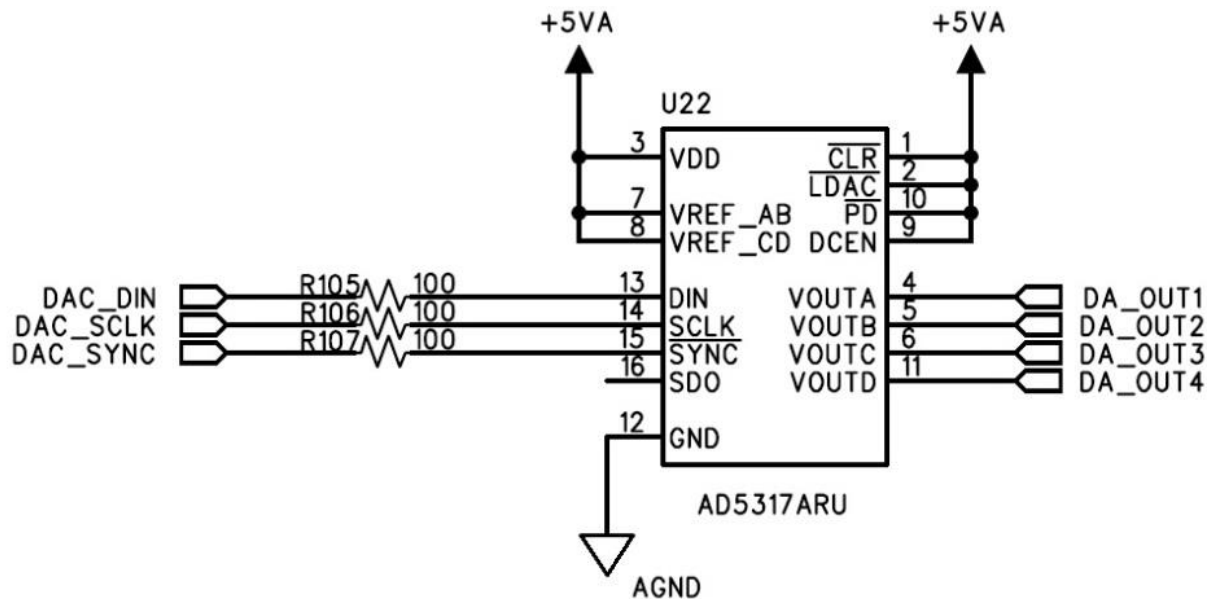 +5VA +5VA
U22
3 VDD CLR 1
LDAC 2
7 VREF_AB PD 10
8 VREF_CD DCEN 9
DAC_DIN R105 100 13 DIN VOUTA 4 DA_OUT1
DAC_SCLK R106 100 14 SCLK VOUTB 5 DA_OUT2
DAC_SYNC R107 100 15 SYNC VOUTC 6 DA_OUT3
16 SDO VOUTD 11 DA_OUT4
12 GND
AD5317ARU
AGND